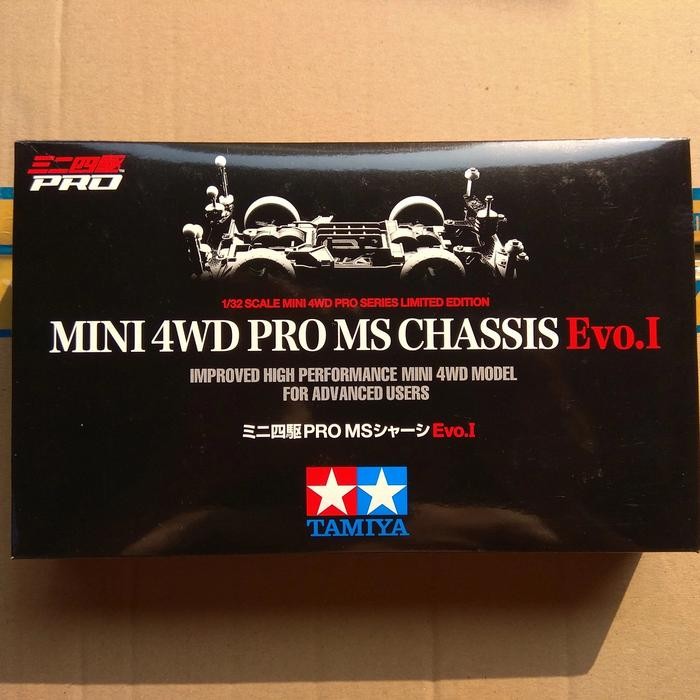 ミニ四駆
PRO
1/32 SCALE MINI 4WD PRO SERIES LIMITED EDITION
MINI 4WD PRO MS CHASSIS Evo.I
IMPROVED HIGH PERFORMANCE MINI 4WD MODEL
FOR ADVANCED USERS
ミニ四駆PRO MSシャーシ Evo.I
TAMIYA